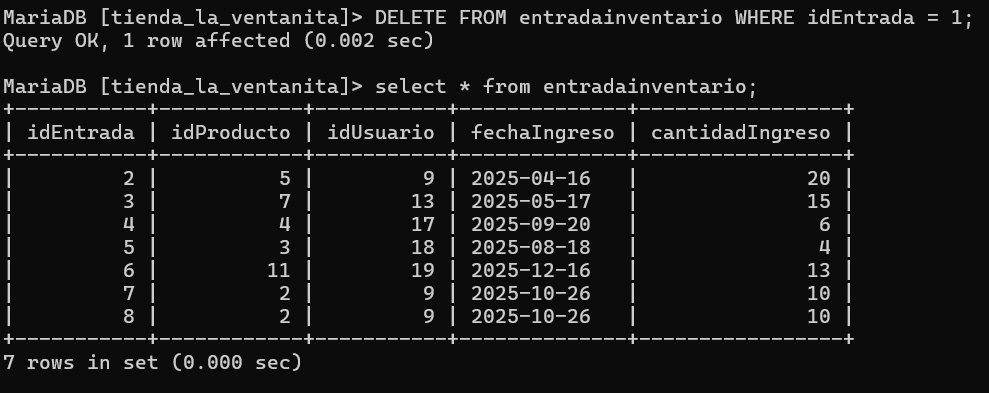 MariaDB [tienda_la_ventanita]> DELETE FROM entradainventario WHERE idEntrada = 1;
Query OK, 1 row affected (0.002 sec)
MariaDB [tienda_la_ventanita]> select * from entradainventario;
+-----------+------------+-----------+--------------+-----------------+
| idEntrada | idProducto | idUsuario | fechaIngreso | cantidadIngreso |
+-----------+------------+-----------+--------------+-----------------+
|         2 |          5 |         9 | 2025-04-16   |              20 |
|         3 |          7 |        13 | 2025-05-17   |              15 |
|         4 |          4 |        17 | 2025-09-20   |               6 |
|         5 |          3 |        18 | 2025-08-18   |               4 |
|         6 |         11 |        19 | 2025-12-16   |              13 |
|         7 |          2 |         9 | 2025-10-26   |              10 |
|         8 |          2 |         9 | 2025-10-26   |              10 |
+-----------+------------+-----------+--------------+-----------------+
7 rows in set (0.000 sec)